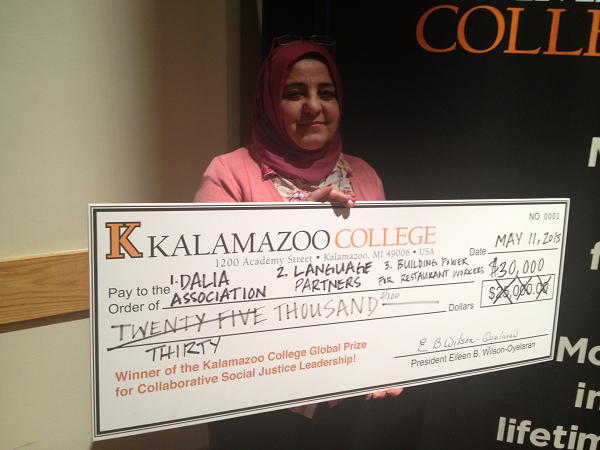 COLLE
NO. 0001
K KALAMAZOO COLLEGE
1200 Academy Street • Kalamazoo, MI 49006 • USA
Date MAY 11, 2015
Pay to the Order of
1. DALIA ASSOCIATION
2. LANGUAGE PARTNERS
3. BUILDING POWER FOR RESTAURANT WORKERS
$30,000
$25,000.00
TWENTY FIVE THOUSAND 0/100 Dollars
THIRTY
E B Wilson-Oyelaran
President Eileen B. Wilson-Oyelaran
Winner of the Kalamazoo College Global Prize
for Collaborative Social Justice Leadership!
M
f
Mo
in
lifetim